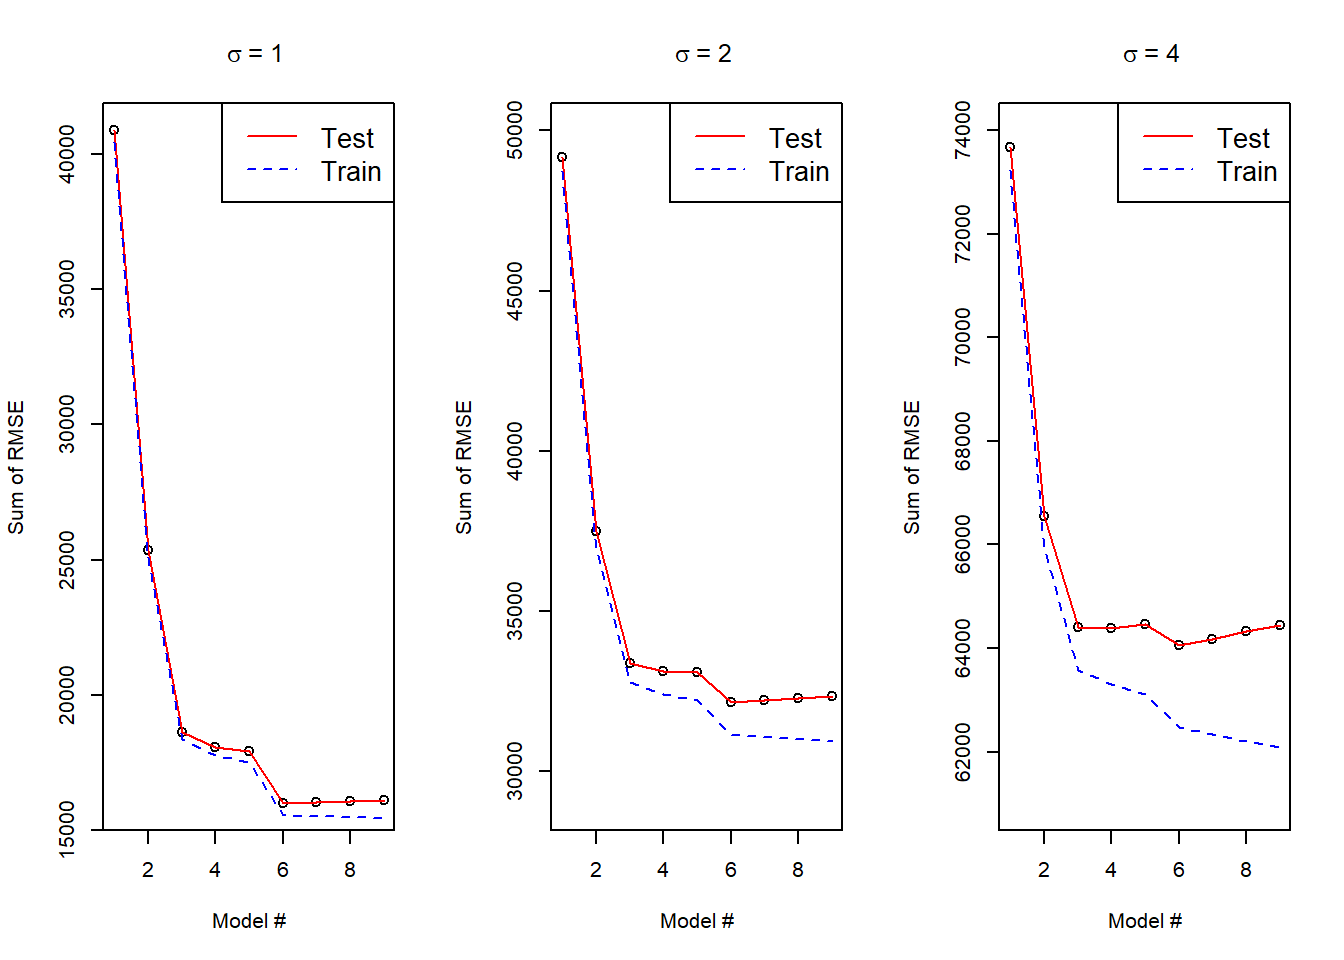 σ = 1
Test
Train
Sum of RMSE
40000
35000
30000
25000
20000
15000
2 4 6 8
Model #
σ = 2
Test
Train
Sum of RMSE
50000
45000
40000
35000
30000
2 4 6 8
Model #
σ = 4
Test
Train
Sum of RMSE
74000
72000
70000
68000
66000
64000
62000
2 4 6 8
Model #